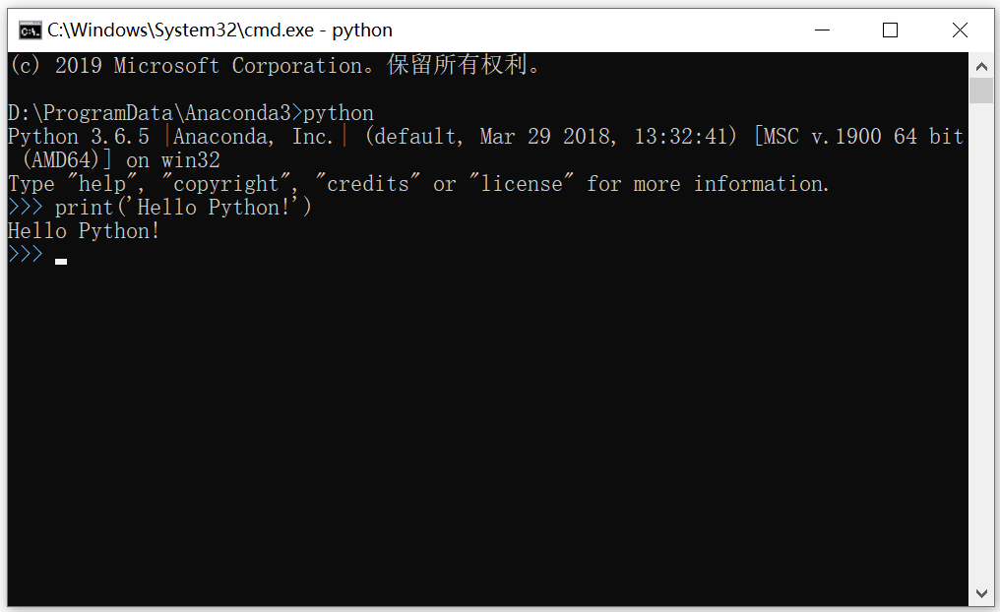 C:\Windows\System32\cmd.exe - python
(c) 2019 Microsoft Corporation。保留所有权利。
D:\ProgramData\Anaconda3>python
Python 3.6.5 |Anaconda, Inc.| (default, Mar 29 2018, 13:32:41) [MSC v.1900 64 bit
(AMD64)] on win32
Type "help", "copyright", "credits" or "license" for more information.
>>> print('Hello Python!')
Hello Python!
>>>